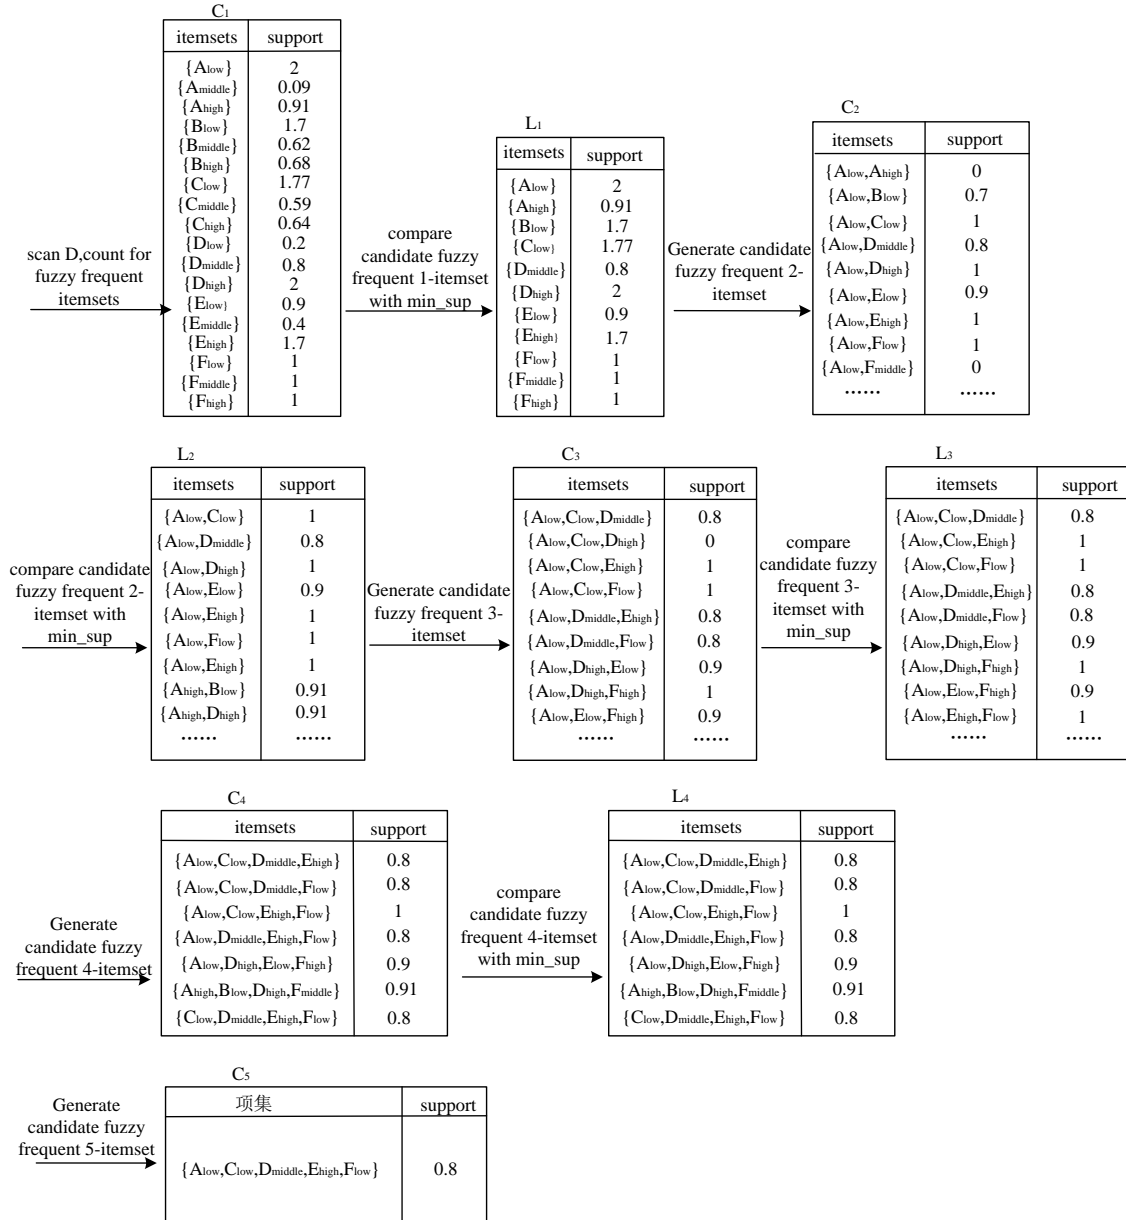 C1
itemsets support
{Alow} 2
{Amiddle} 0.09
{Ahigh} 0.91
{Blow} 1.7
{Bmiddle} 0.62
{Bhigh} 0.68
{Clow} 1.77
{Cmiddle} 0.59
{Chigh} 0.64
{Dlow} 0.2
{Dmiddle} 0.8
{Dhigh} 2
{Elow} 0.9
{Emiddle} 0.4
{Ehigh} 1.7
{Flow} 1
{Fmiddle} 1
{Fhigh} 1
scan D,count for
fuzzy frequent
itemsets
L1
itemsets support
{Alow} 2
{Ahigh} 0.91
{Blow} 1.7
{Clow} 1.77
{Dmiddle} 0.8
{Dhigh} 2
{Elow} 0.9
{Ehigh} 1.7
{Flow} 1
{Fmiddle} 1
{Fhigh} 1
compare
candidate fuzzy
frequent 1-itemset
with min_sup
C2
itemsets support
{Alow,Ahigh} 0
{Alow,Blow} 0.7
{Alow,Clow} 1
{Alow,Dmiddle} 0.8
{Alow,Dhigh} 1
{Alow,Elow} 0.9
{Alow,Ehigh} 1
{Alow,Flow} 1
{Alow,Fmiddle} 0
…… ……
Generate candidate
fuzzy frequent 2-
itemset
L2
itemsets support
{Alow,Clow} 1
{Alow,Dmiddle} 0.8
{Alow,Dhigh} 1
{Alow,Elow} 0.9
{Alow,Ehigh} 1
{Alow,Flow} 1
{Alow,Ehigh} 1
{Ahigh,Blow} 0.91
{Ahigh,Dhigh} 0.91
…… ……
compare candidate
fuzzy frequent 2-
itemset with
min_sup
C3
itemsets support
{Alow,Clow,Dmiddle} 0.8
{Alow,Clow,Dhigh} 0
{Alow,Clow,Ehigh} 1
{Alow,Clow,Flow} 1
{Alow,Dmiddle,Ehigh} 0.8
{Alow,Dmiddle,Flow} 0.8
{Alow,Dhigh,Elow} 0.9
{Alow,Dhigh,Fhigh} 1
{Alow,Elow,Fhigh} 0.9
…… ……
Generate candidate
fuzzy frequent 3-
itemset
L3
itemsets support
{Alow,Clow,Dmiddle} 0.8
{Alow,Clow,Ehigh} 1
{Alow,Clow,Flow} 1
{Alow,Dmiddle,Ehigh} 0.8
{Alow,Dmiddle,Flow} 0.8
{Alow,Dhigh,Elow} 0.9
{Alow,Dhigh,Fhigh} 1
{Alow,Elow,Fhigh} 0.9
{Alow,Ehigh,Flow} 1
…… ……
compare
candidate fuzzy
frequent 3-
itemset with
min_sup
C4
itemsets support
{Alow,Clow,Dmiddle,Ehigh} 0.8
{Alow,Clow,Dmiddle,Flow} 0.8
{Alow,Clow,Ehigh,Flow} 1
{Alow,Dmiddle,Ehigh,Flow} 0.8
{Alow,Dhigh,Elow,Fhigh} 0.9
{Ahigh,Blow,Dhigh,Fmiddle} 0.91
{Clow,Dmiddle,Ehigh,Flow} 0.8
Generate
candidate fuzzy
frequent 4-itemset
L4
itemsets support
{Alow,Clow,Dmiddle,Ehigh} 0.8
{Alow,Clow,Dmiddle,Flow} 0.8
{Alow,Clow,Ehigh,Flow} 1
{Alow,Dmiddle,Ehigh,Flow} 0.8
{Alow,Dhigh,Elow,Fhigh} 0.9
{Ahigh,Blow,Dhigh,Fmiddle} 0.91
{Clow,Dmiddle,Ehigh,Flow} 0.8
compare
candidate fuzzy
frequent 4-itemset
with min_sup
C5
项集 support
{Alow,Clow,Dmiddle,Ehigh,Flow} 0.8
Generate
candidate fuzzy
frequent 5-itemset